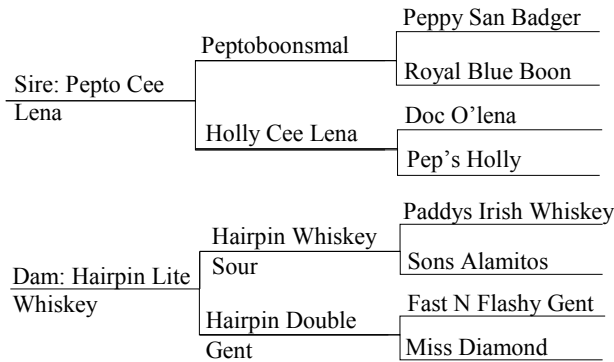 Peppy San Badger
Peptoboonsmal
Royal Blue Boon
Sire: Pepto Cee
Lena
Doc O’lena
Holly Cee Lena
Pep’s Holly
Paddys Irish Whiskey
Hairpin Whiskey
Sour
Sons Alamitos
Dam: Hairpin Lite
Whiskey
Fast N Flashy Gent
Hairpin Double
Gent
Miss Diamond